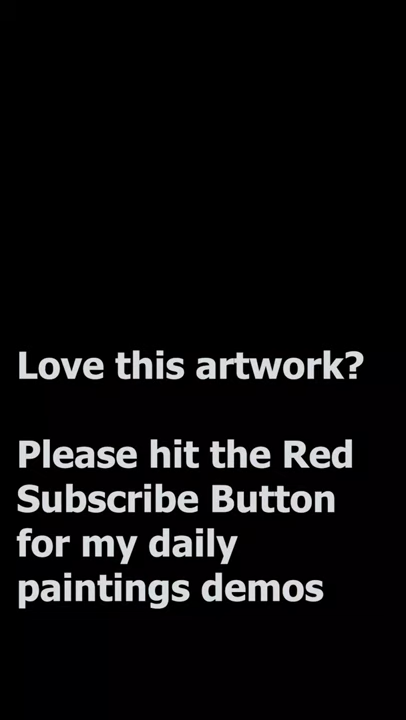 Love this artwork?
Please hit the Red
Subscribe Button
for my daily
paintings demos